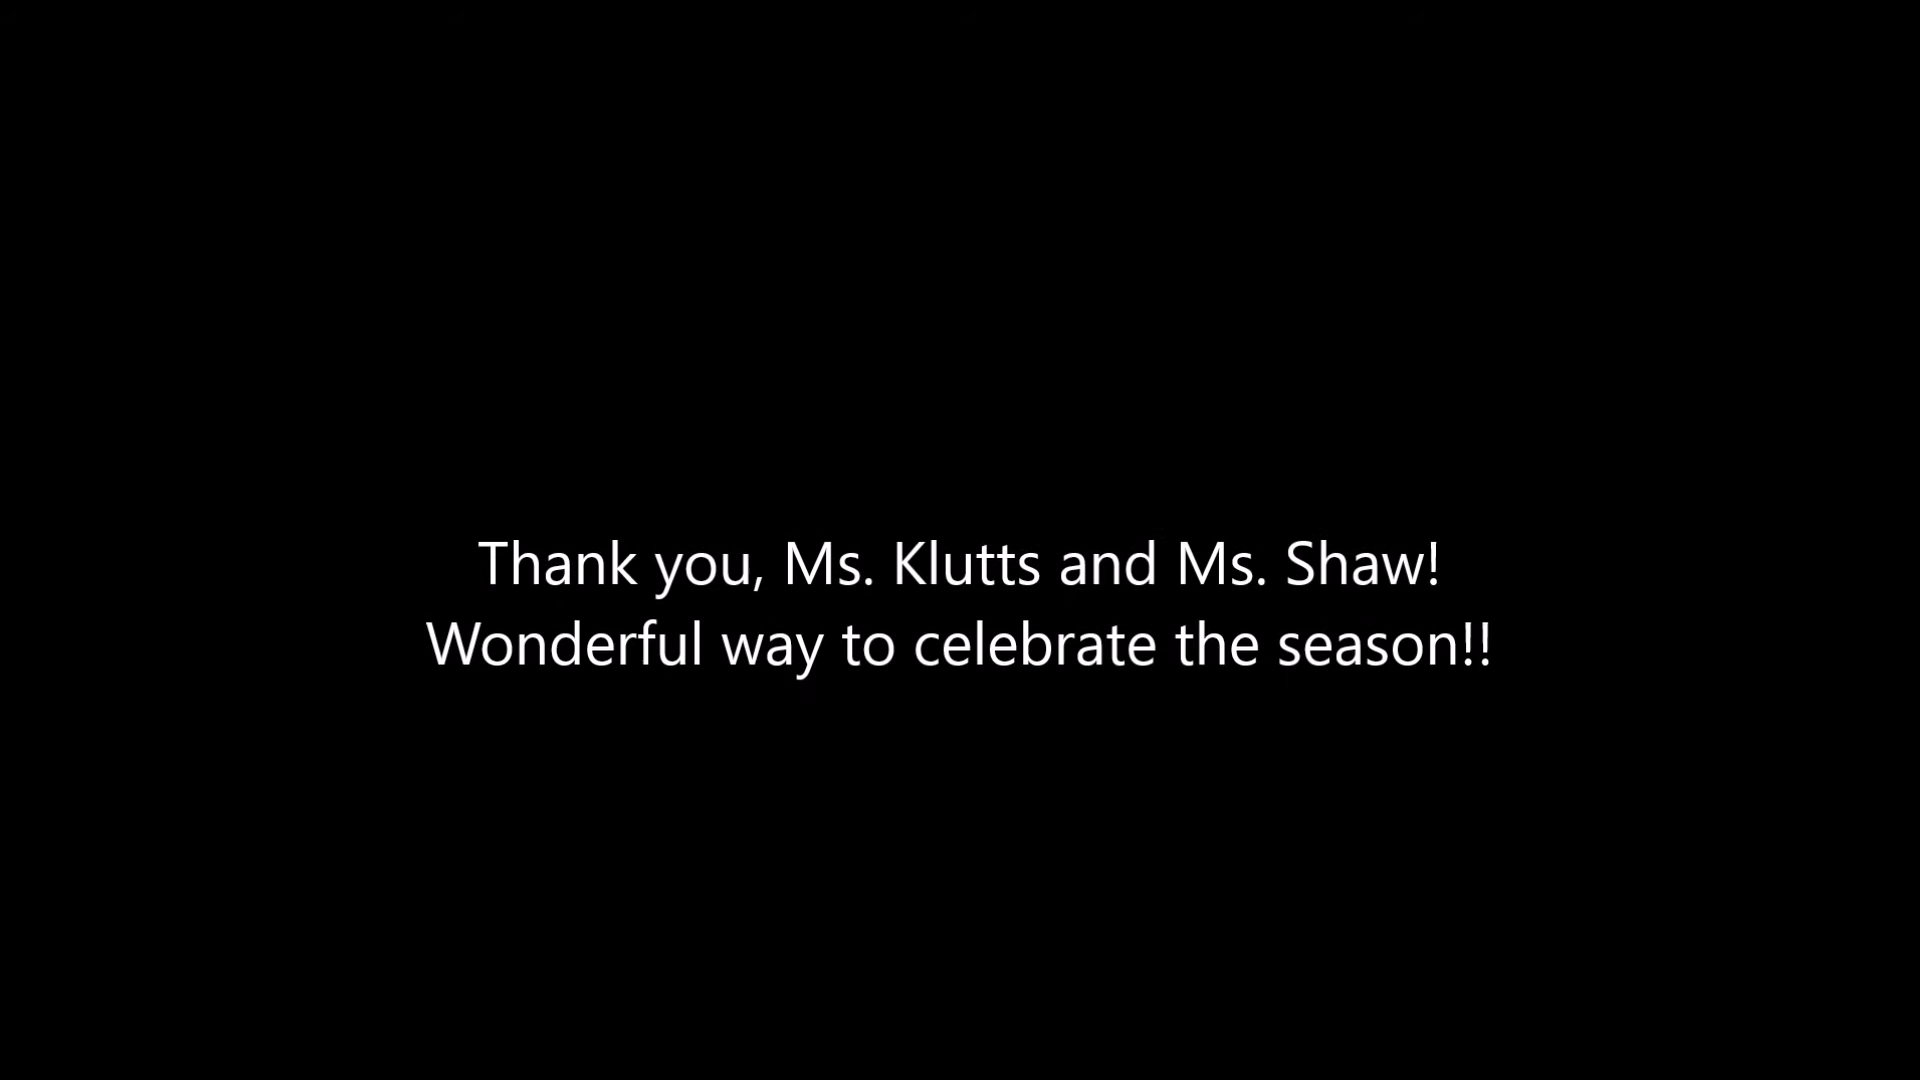 Thank you, Ms. Klutts and Ms. Shaw!
Wonderful way to celebrate the season!!